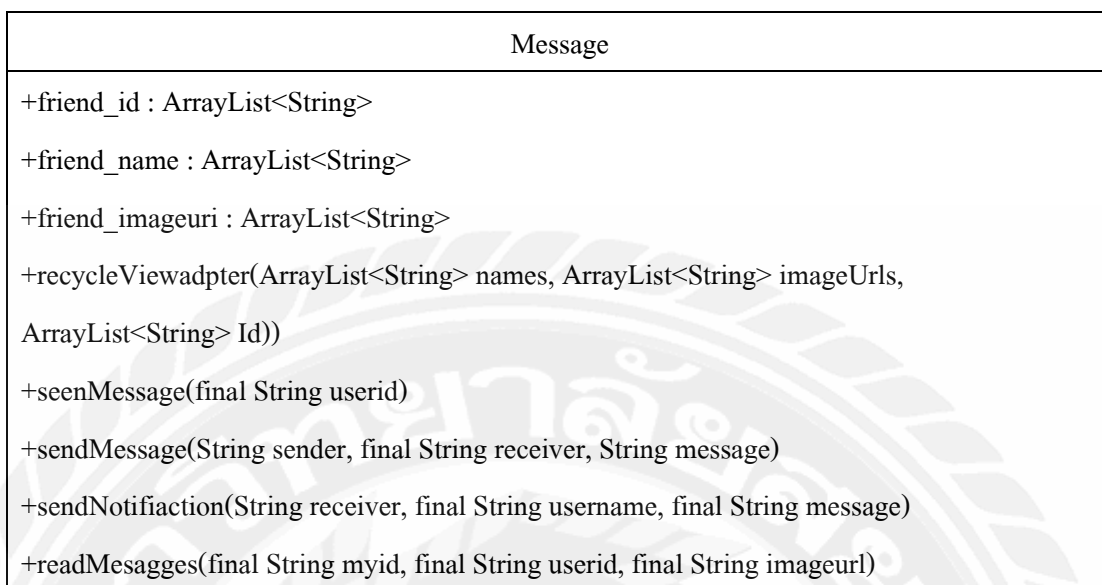 Message
+friend_id : ArrayList<String>
+friend_name : ArrayList<String>
+friend_imageuri : ArrayList<String>
+recycleViewadpter(ArrayList<String> names, ArrayList<String> imageUrls,
ArrayList<String> Id))
+seenMessage(final String userid)
+sendMessage(String sender, final String receiver, String message)
+sendNotifiaction(String receiver, final String username, final String message)
+readMesagges(final String myid, final String userid, final String imageurl)